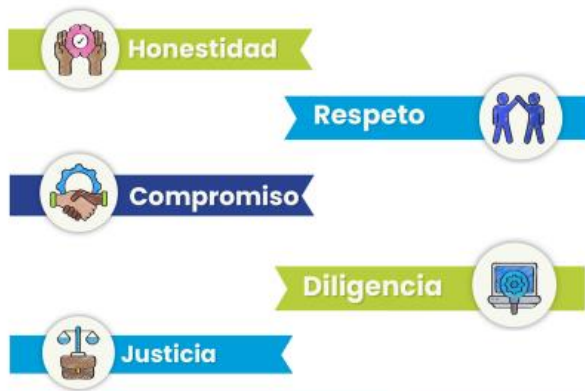 Honestidad
Respeto
Compromiso
Diligencia
Justicia